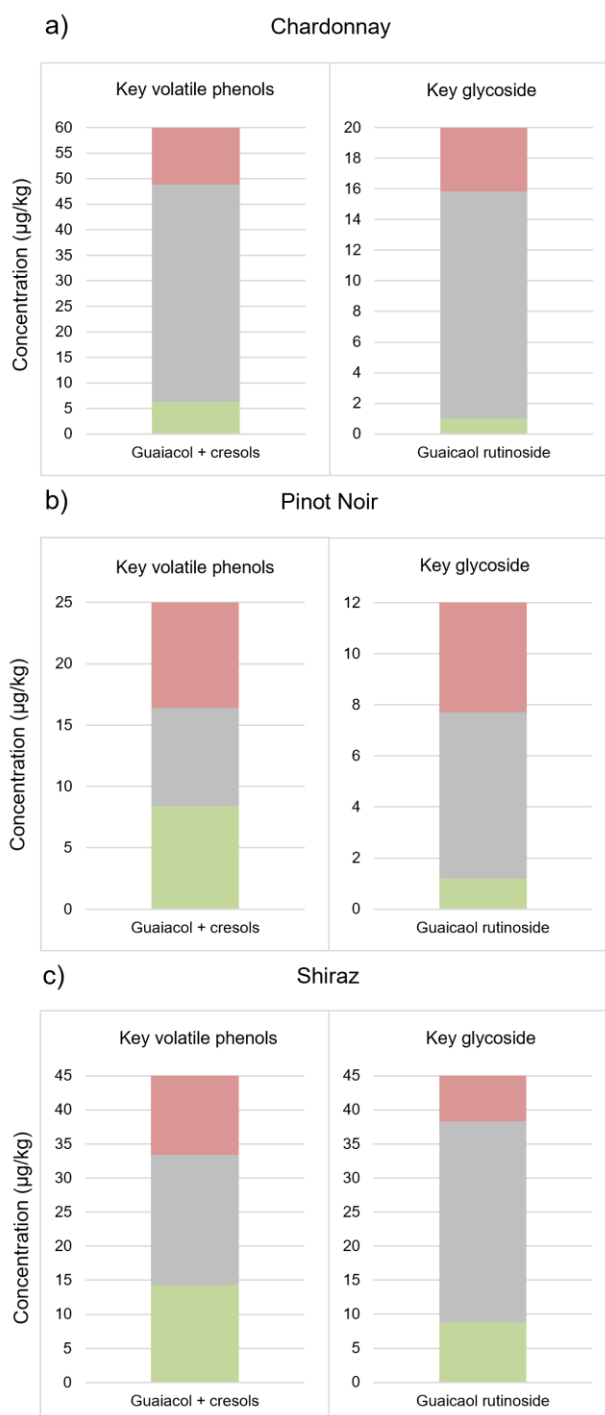 a)
Chardonnay
Key volatile phenols
Key glycoside
Concentration (µg/kg)
60
55
50
45
40
35
30
25
20
15
10
5
0
20
18
16
14
12
10
8
6
4
2
0
Guaiacol + cresols
Guaicaol rutinoside
b)
Pinot Noir
Key volatile phenols
Key glycoside
Concentration (µg/kg)
25
20
15
10
5
0
12
10
8
6
4
2
0
Guaiacol + cresols
Guaicaol rutinoside
c)
Shiraz
Key volatile phenols
Key glycoside
Concentration (µg/kg)
45
40
35
30
25
20
15
10
5
0
45
40
35
30
25
20
15
10
5
0
Guaiacol + cresols
Guaicaol rutinoside